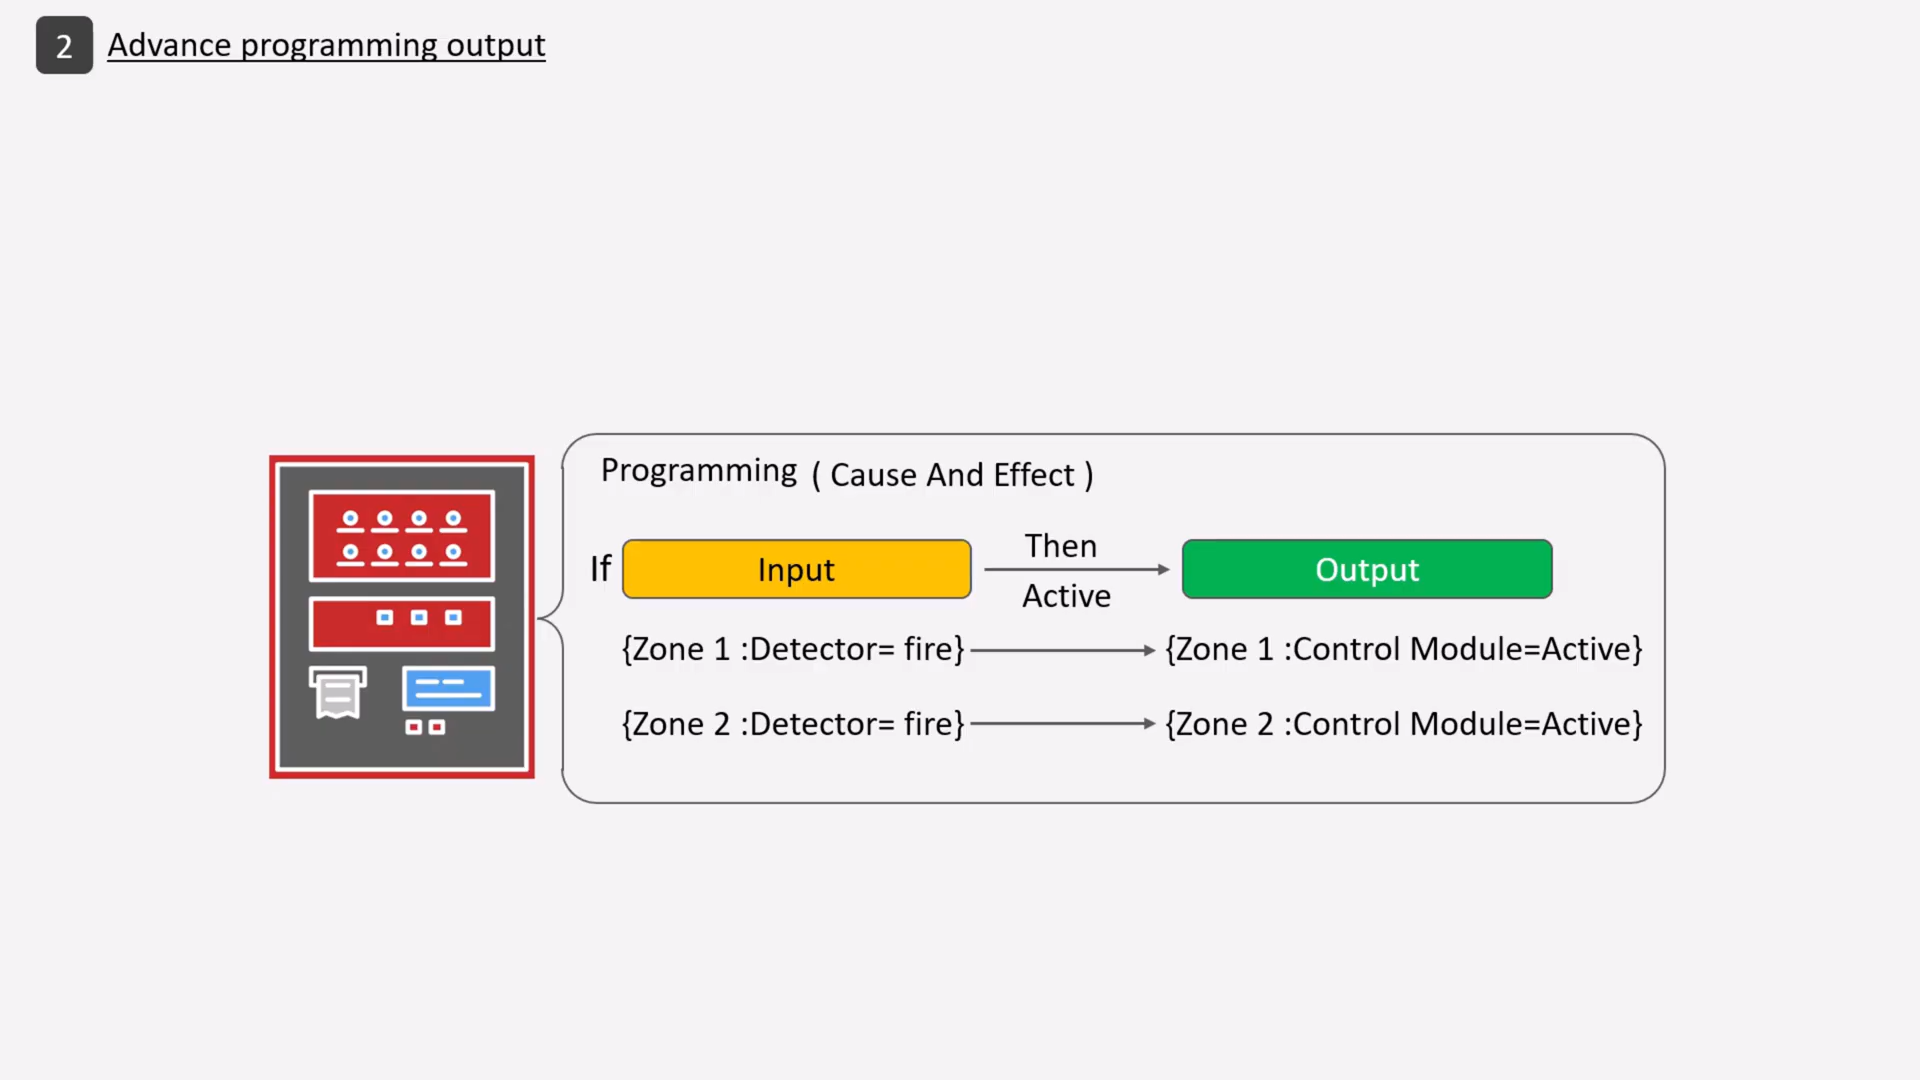 2 Advance programming output
Programming ( Cause And Effect )
If Input Then Active Output
{Zone 1 :Detector= fire} {Zone 1 :Control Module=Active}
{Zone 2 :Detector= fire} {Zone 2 :Control Module=Active}